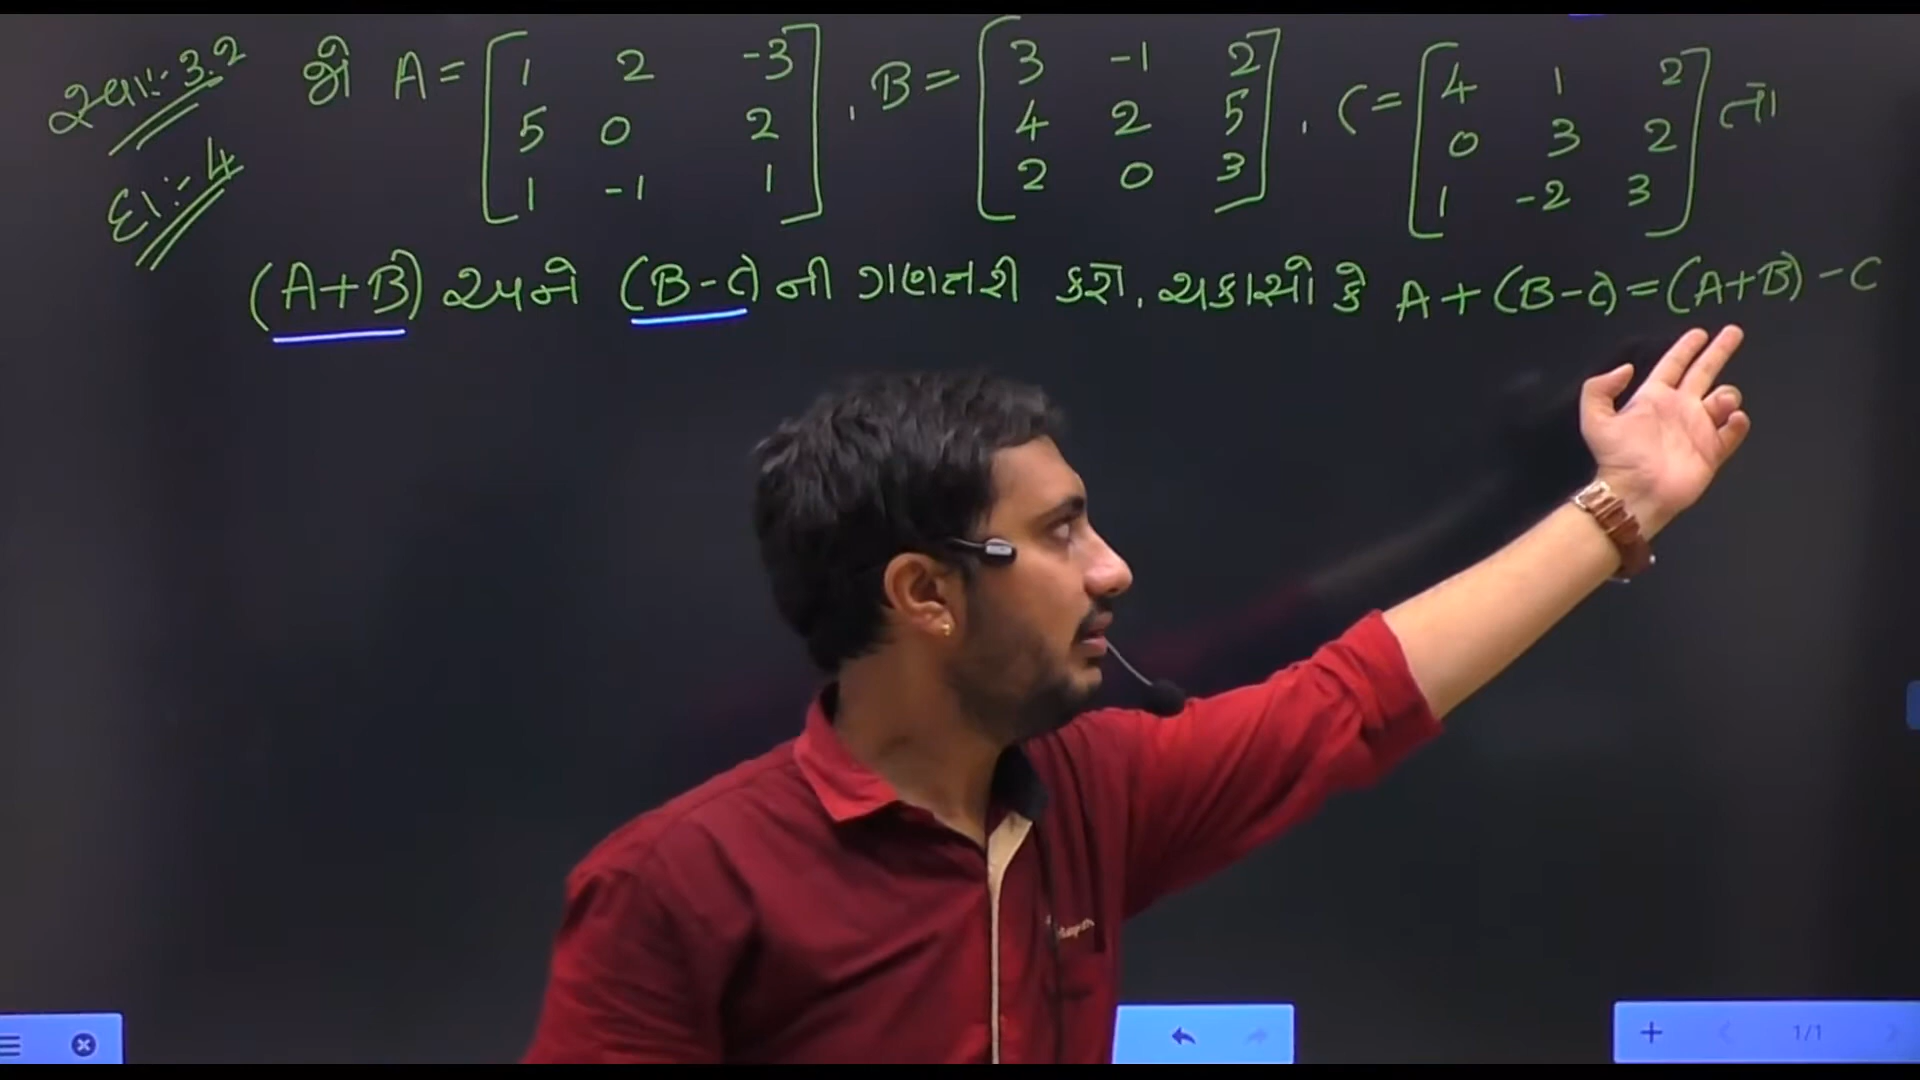 સ્વા:-3.2 જો A = [1 2 -3 5 0 2 1 -1 1], B = [3 -1 2 4 2 5 2 0 3], C = [4 1 2 0 3 2 1 -2 3] તો
દા:-4
(A+B) અને (B-C) ની ગણતરી કરો, ચકાસો કે A+(B-C)=(A+B)-C
1/1